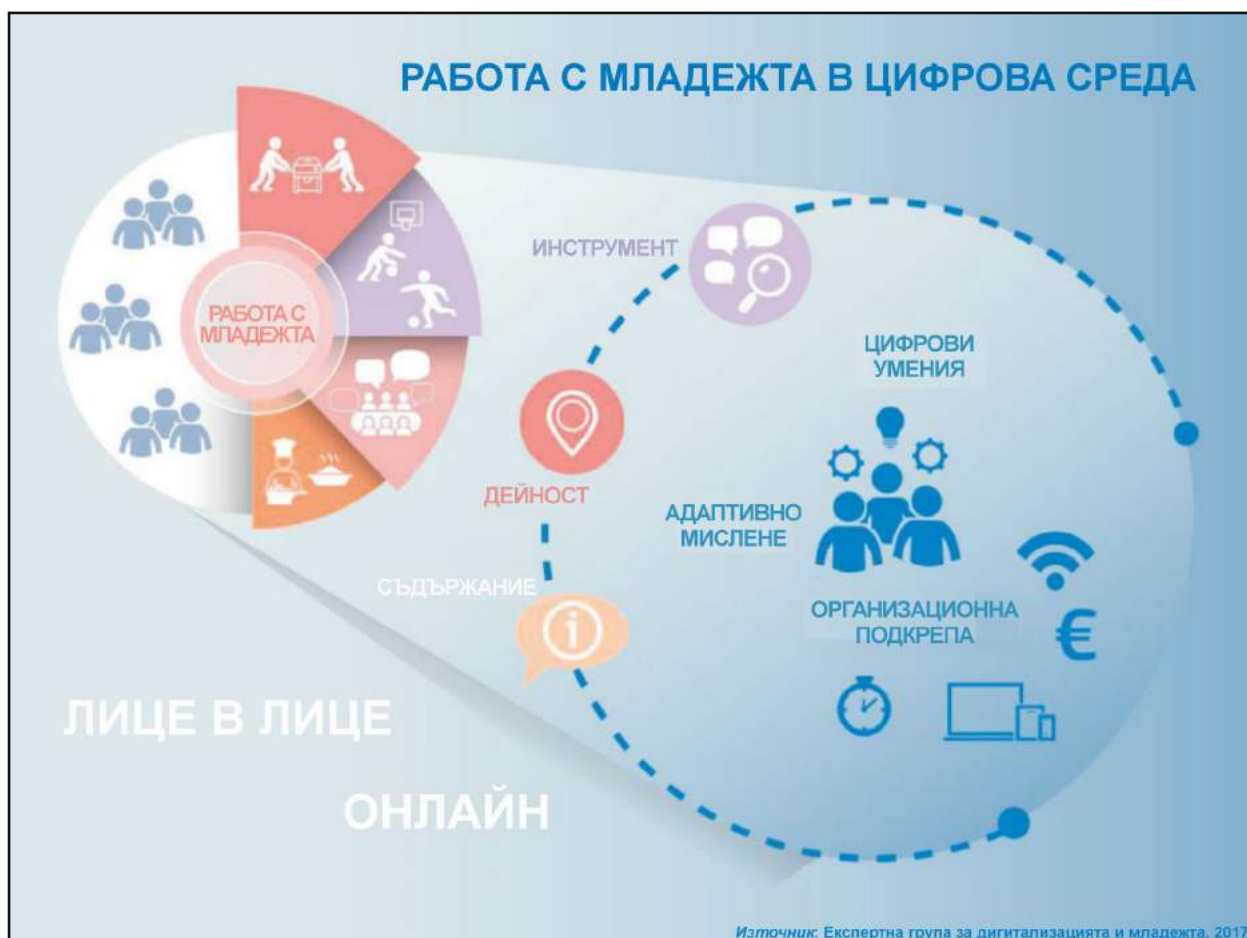 РАБОТА С МЛАДЕЖТА В ЦИФРОВА СРЕДА
ИНСТРУМЕНТ
РАБОТА С
МЛАДЕЖТА
ЦИФРОВИ
УМЕНИЯ
ДЕЙНОСТ
АДАПТИВНО
МИСЛЕНЕ
СЪДЪРЖАНИЕ
ОРГАНИЗАЦИОННА
ПОДКРЕПА
€
ЛИЦЕ В ЛИЦЕ
ОНЛАЙН
Източник: Експертна група за дигитализацията и младежта, 2017